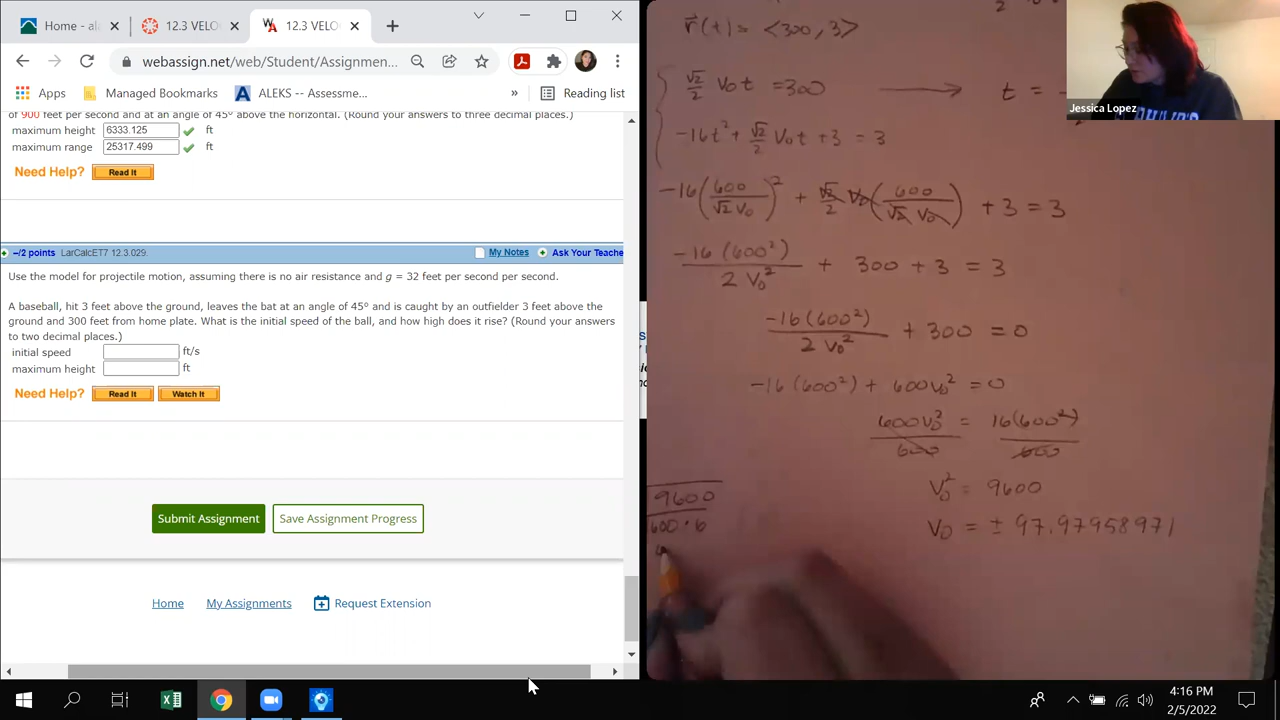 Home - al
12.3 VELO
12.3 VELO
webassign.net/web/Student/Assignmen
Apps
Managed Bookmarks
ALEKS -- Assessme...
»
Reading list
of 900 feet per second and at an angle of 45° above the horizontal. (Round your answers to three decimal places.)
maximum height 6333.125 ft
maximum range 25317.499 ft
Need Help? Read It
–/2 points LarCalcET7 12.3.029. My Notes Ask Your Teache
Use the model for projectile motion, assuming there is no air resistance and g = 32 feet per second per second.
A baseball, hit 3 feet above the ground, leaves the bat at an angle of 45° and is caught by an outfielder 3 feet above the
ground and 300 feet from home plate. What is the initial speed of the ball, and how high does it rise? (Round your answers
to two decimal places.)
initial speed ft/s
maximum height ft
Need Help? Read It Watch It
Submit Assignment Save Assignment Progress
Home My Assignments Request Extension
r(t) = <300, 3>
√2/2 V₀t = 300 → t =
-16t² + √2/2 V₀t + 3 = 3
-16(600/√2 V₀)² + √2/2 V₀(600/√2 V₀) + 3 = 3
-16(600²)/2V₀² + 300 + 3 = 3
-16(600²)/2V₀² + 300 = 0
-16(600²) + 600V₀² = 0
600V₀²/600 = 16(600²)/600
V₀² = 9600
V₀ = ± 97.97958971
9600
600 · 6
Jessica Lopez
4:16 PM
2/5/2022